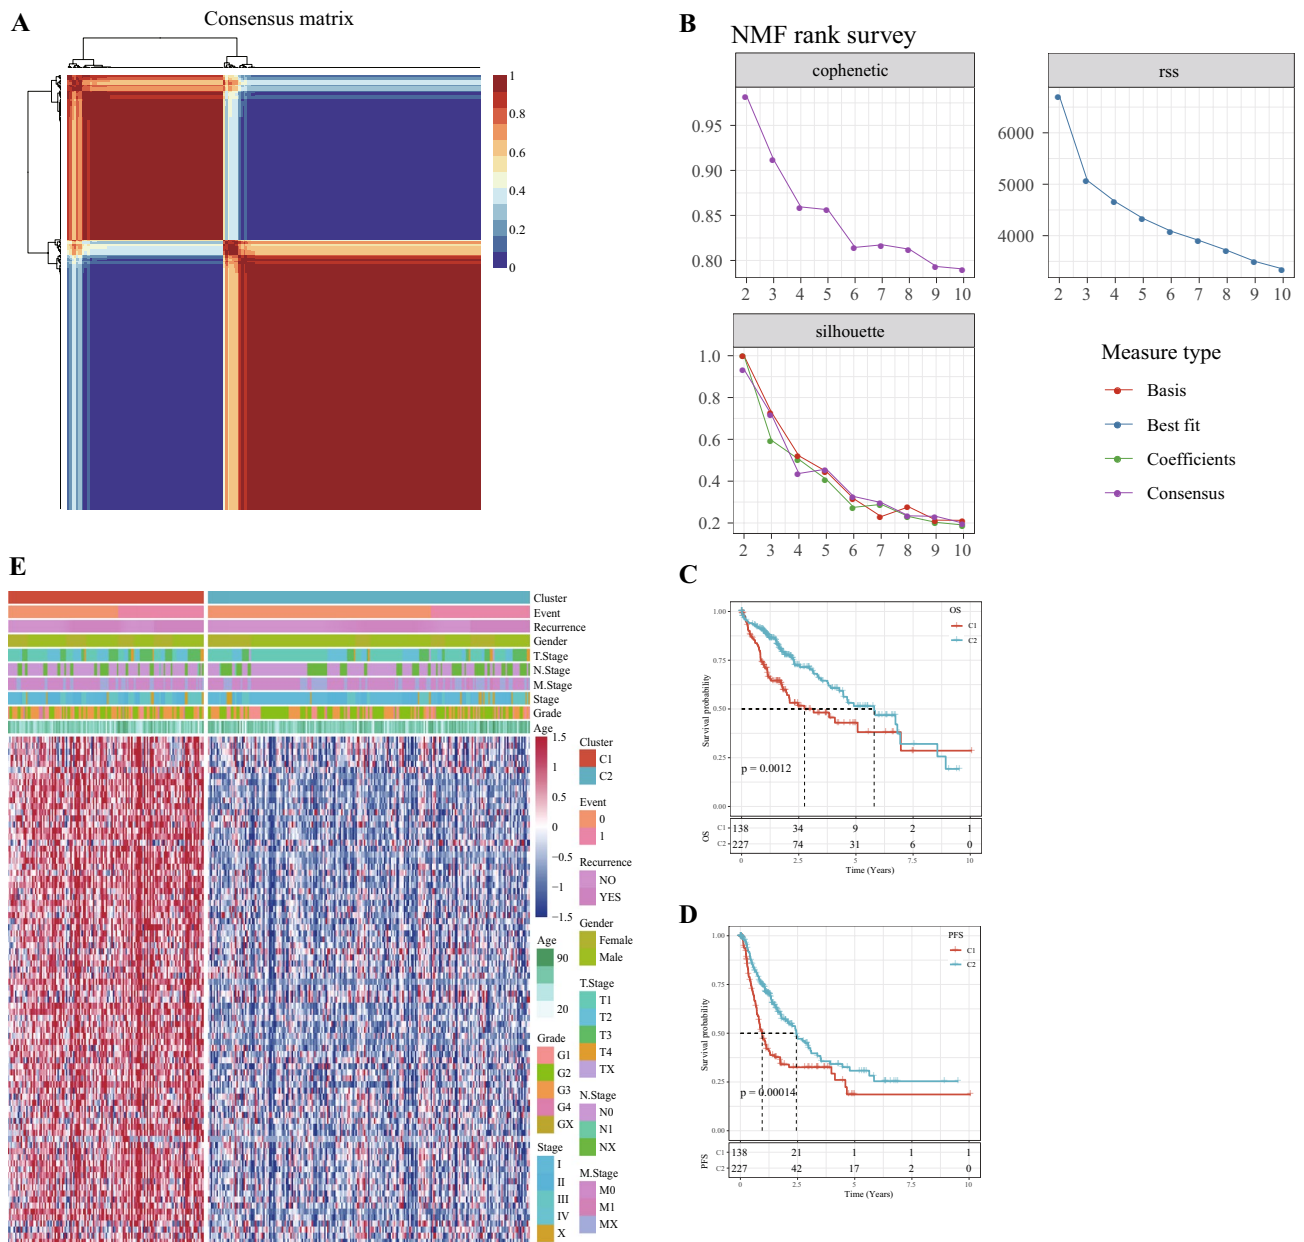 A
Consensus matrix
1
0.8
0.6
0.4
0.2
0
B
NMF rank survey
cophenetic
0.95
0.90
0.85
0.80
2 3 4 5 6 7 8 9 10
rss
6000
5000
4000
2 3 4 5 6 7 8 9 10
silhouette
1.0
0.8
0.6
0.4
0.2
2 3 4 5 6 7 8 9 10
Measure type
Basis
Best fit
Coefficients
Consensus
C
OS
C1
C2
Survival probability
1.00
0.75
0.50
0.25
0.00
p = 0.0012
OS
C1 138 34 9 2 1
C2 227 74 31 6 0
0 2.5 5 7.5 10
Time (Years)
D
PFS
C1
C2
Survival probability
1.00
0.75
0.50
0.25
0.00
p = 0.00014
PFS
C1 138 21 1 1 1
C2 227 42 17 2 0
0 2.5 5 7.5 10
Time (Years)
E
Cluster
Event
Recurrence
Gender
T.Stage
N.Stage
M.Stage
Stage
Grade
Age
1.5
1
0.5
0
−0.5
−1
−1.5
Age
90
20
Grade
G1
G2
G3
G4
GX
Stage
I
II
III
IV
X
Cluster
C1
C2
Event
0
1
Recurrence
NO
YES
Gender
Female
Male
T.Stage
T1
T2
T3
T4
TX
N.Stage
N0
N1
NX
M.Stage
M0
M1
MX